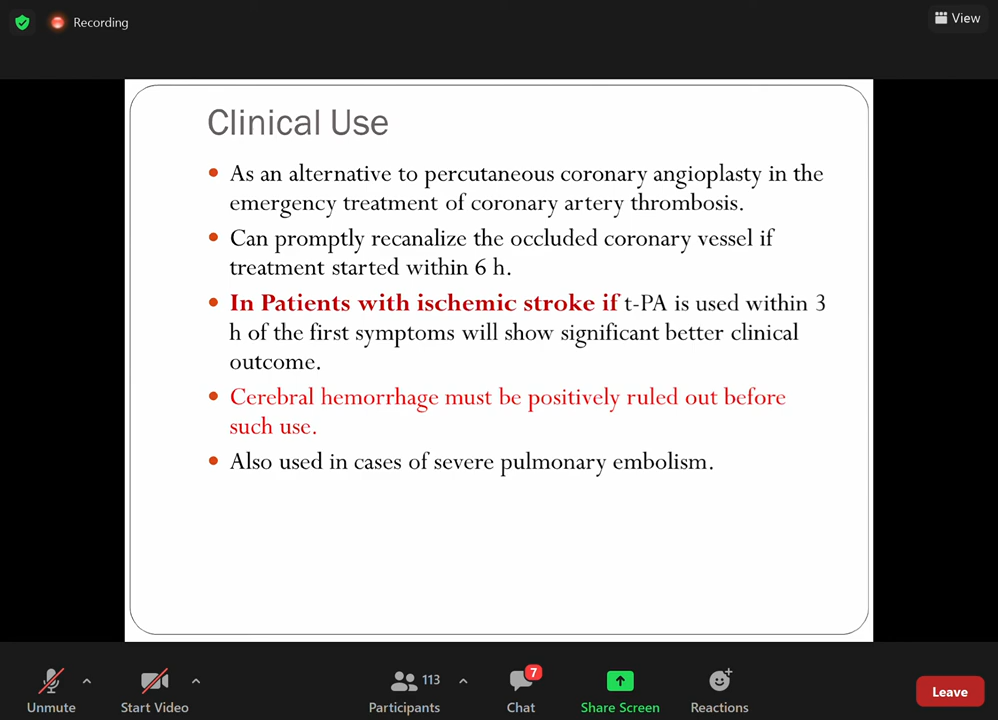 Recording
View
Clinical Use
• As an alternative to percutaneous coronary angioplasty in the
emergency treatment of coronary artery thrombosis.
• Can promptly recanalize the occluded coronary vessel if
treatment started within 6 h.
• In Patients with ischemic stroke if t-PA is used within 3
h of the first symptoms will show significant better clinical
outcome.
• Cerebral hemorrhage must be positively ruled out before
such use.
• Also used in cases of severe pulmonary embolism.
113
7
Unmute
Start Video
Participants
Chat
Share Screen
Reactions
Leave